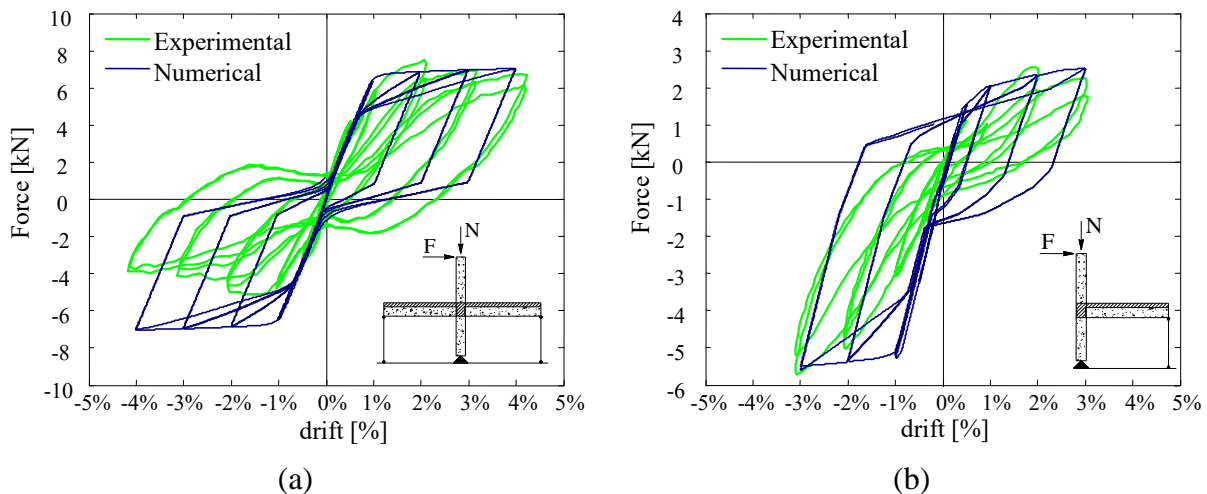 (a)
Force [kN]
10
8
6
4
2
0
-2
-4
-6
-8
-10
Experimental
Numerical
N
F
-5% -4% -3% -2% -1% 0% 1% 2% 3% 4% 5%
drift [%]
(a)
(b)
Force [kN]
4
3
2
1
0
-1
-2
-3
-4
-5
-6
Experimental
Numerical
N
F
-5% -4% -3% -2% -1% 0% 1% 2% 3% 4% 5%
drift [%]
(b)